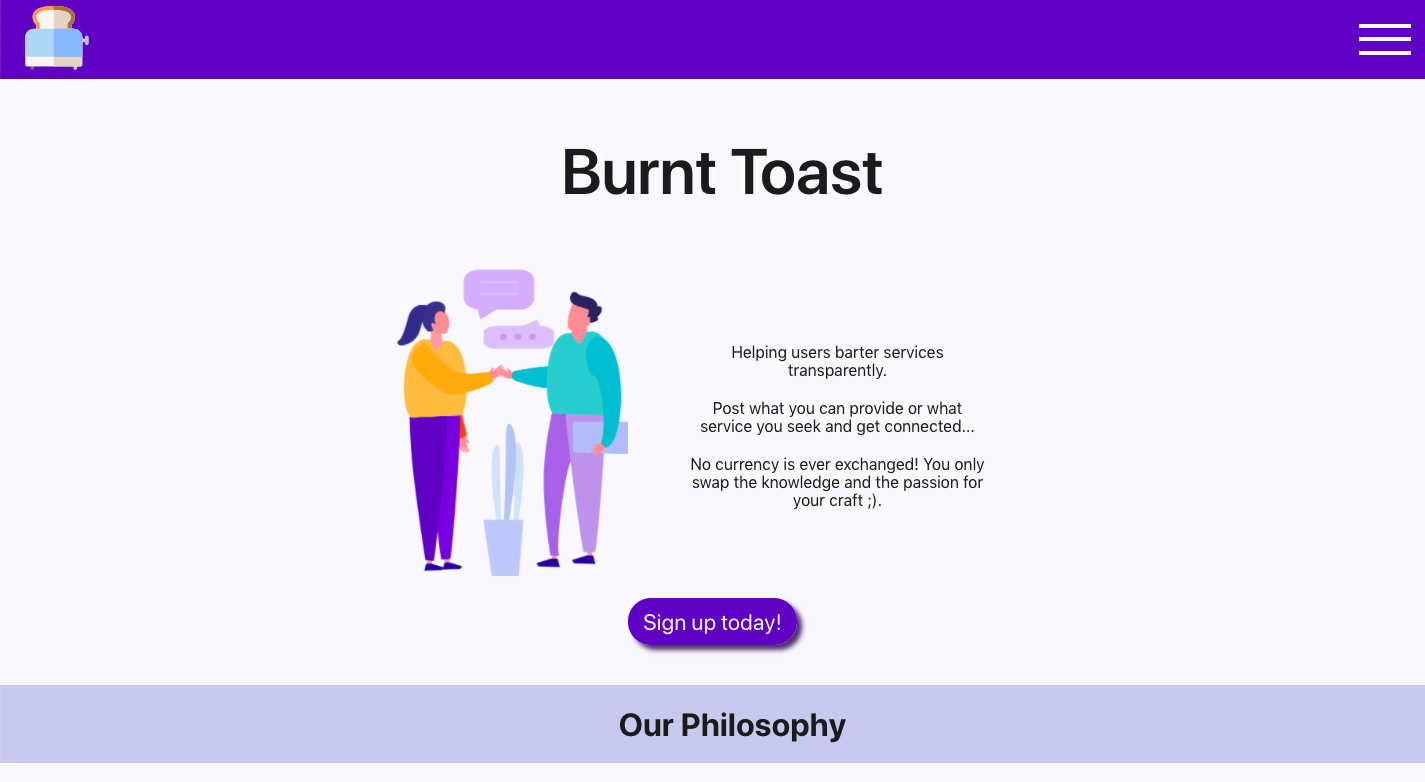 Burnt Toast
Helping users barter services
transparently.
Post what you can provide or what
service you seek and get connected...
No currency is ever exchanged! You only
swap the knowledge and the passion for
your craft ;).
Sign up today!
Our Philosophy